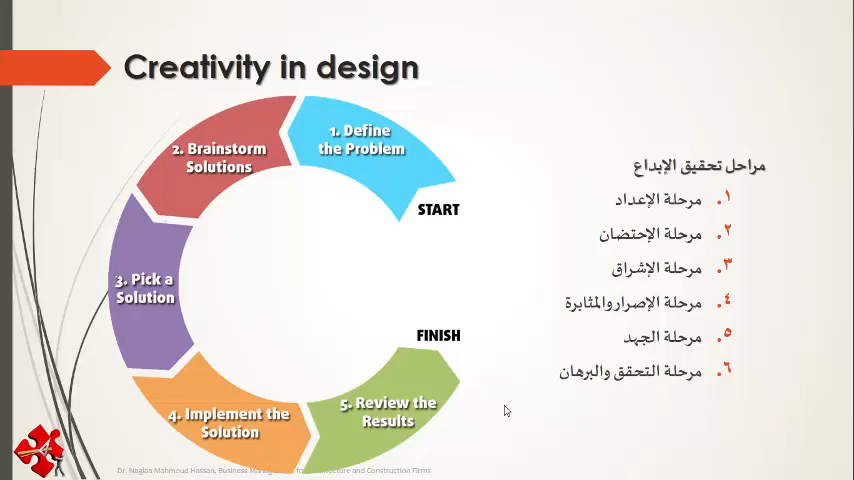 Creativity in design
1. Define
the Problem
2. Brainstorm
Solutions
3. Pick a
Solution
4. Implement the
Solution
5. Review the
Results
START
FINISH
مراحل تحقيق الإبداع
١. مرحلة الإعداد
٢. مرحلة الإحتضان
٣. مرحلة الإشراق
٤. مرحلة الإصرار والمثابرة
٥. مرحلة الجهد
٦. مرحلة التحقق والبرهان
Dr. Naglaa Mahmoud Hassan, Business Management for Architecture and Construction Firms